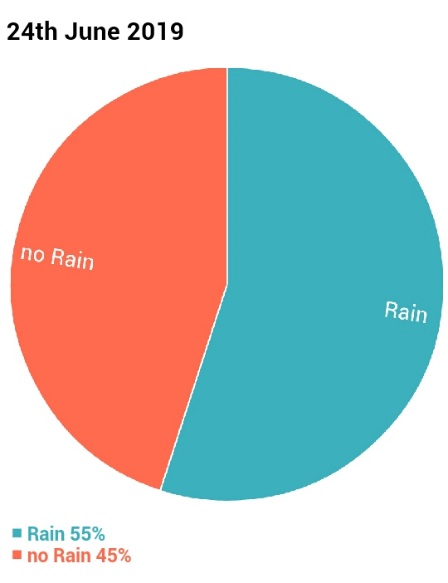 24th June 2019
no Rain
Rain
Rain 55%
no Rain 45%